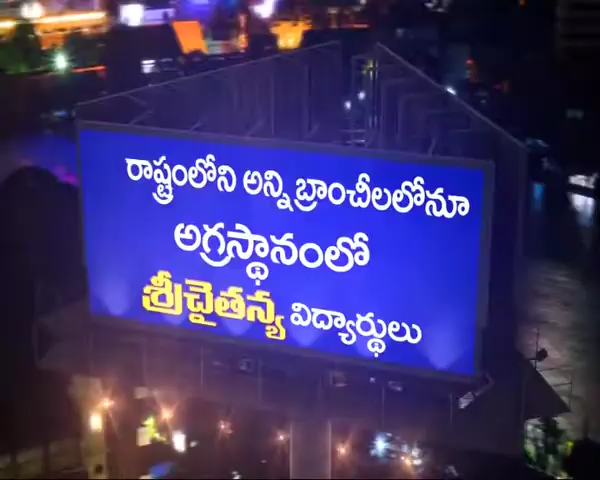 రాష్ట్రంలోని అన్ని బ్రాంచీలలోనూ
అగ్రస్థానంలో
శ్రీచైతన్య విద్యార్థులు